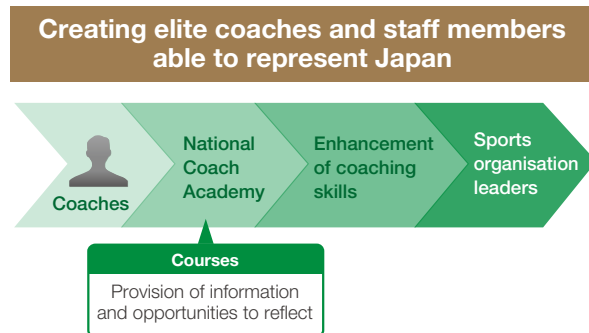 Creating elite coaches and staff members
able to represent Japan
Coaches
National
Coach
Academy
Enhancement
of coaching
skills
Sports
organisation
leaders
Courses
Provision of information
and opportunities to reflect